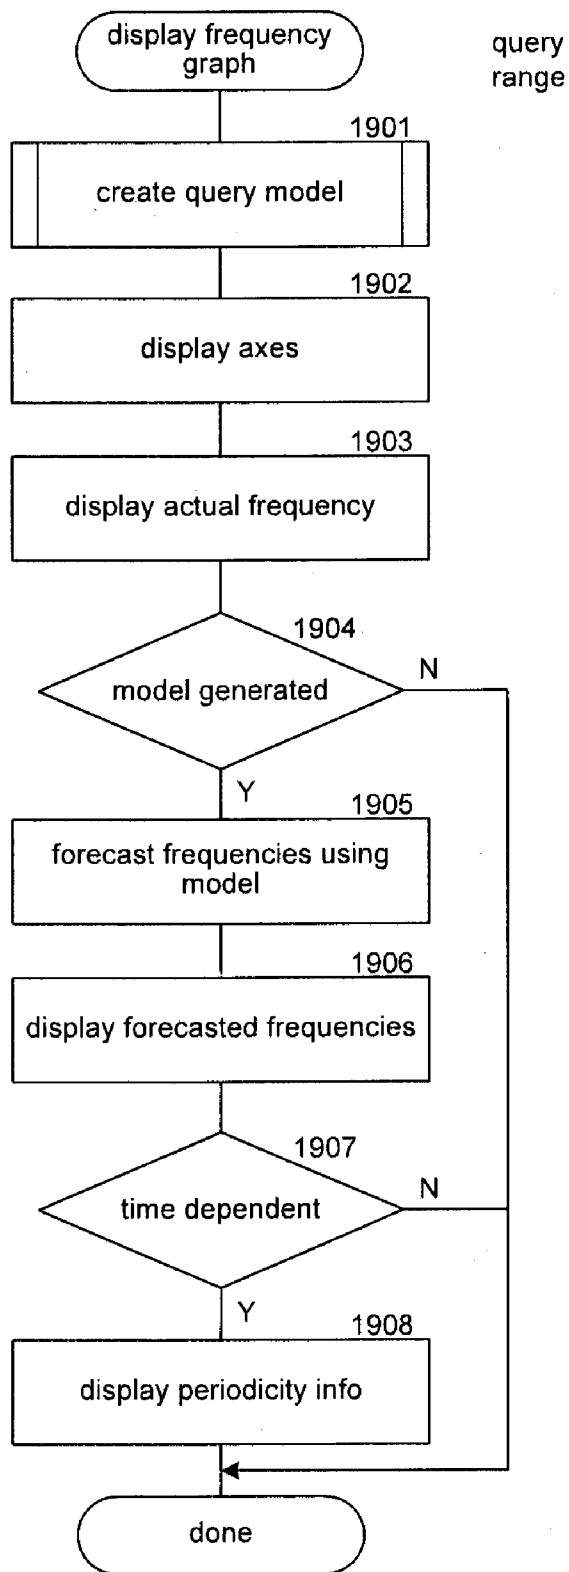 display frequency
graph
query
range
1901
create query model
1902
display axes
1903
display actual frequency
1904
model generated
N
Y
1905
forecast frequencies using
model
1906
display forecasted frequencies
1907
time dependent
N
Y
1908
display periodicity info
done